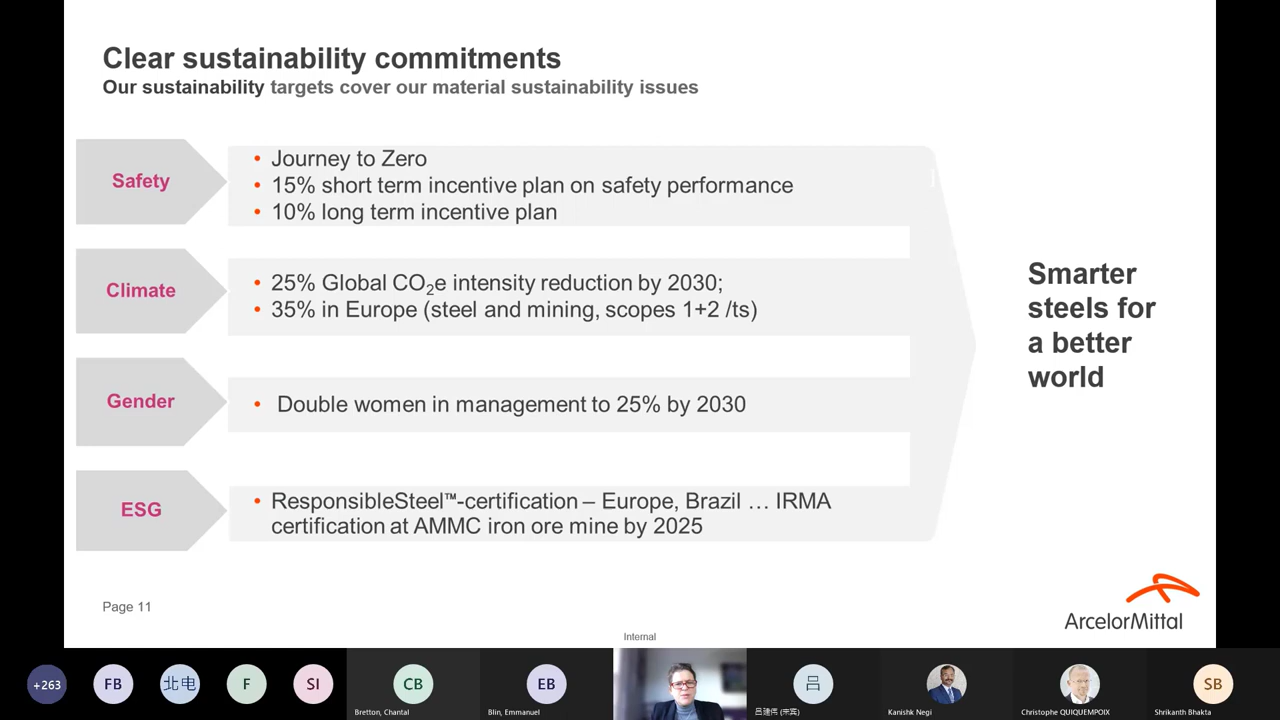 Clear sustainability commitments
Our sustainability targets cover our material sustainability issues
Safety
• Journey to Zero
• 15% short term incentive plan on safety performance
• 10% long term incentive plan
Climate
• 25% Global CO₂e intensity reduction by 2030;
• 35% in Europe (steel and mining, scopes 1+2 /ts)
Gender
• Double women in management to 25% by 2030
ESG
• ResponsibleSteel™-certification – Europe, Brazil … IRMA
certification at AMMC iron ore mine by 2025
Smarter
steels for
a better
world
Page 11
ArcelorMittal
Internal
+263
FB
北电
F
SI
CB
Bretton, Chantal
EB
Blin, Emmanuel
吕
Kanishk Negi
Christophe QUIQUEMPOIX
SB
Shrikanth Bhakta